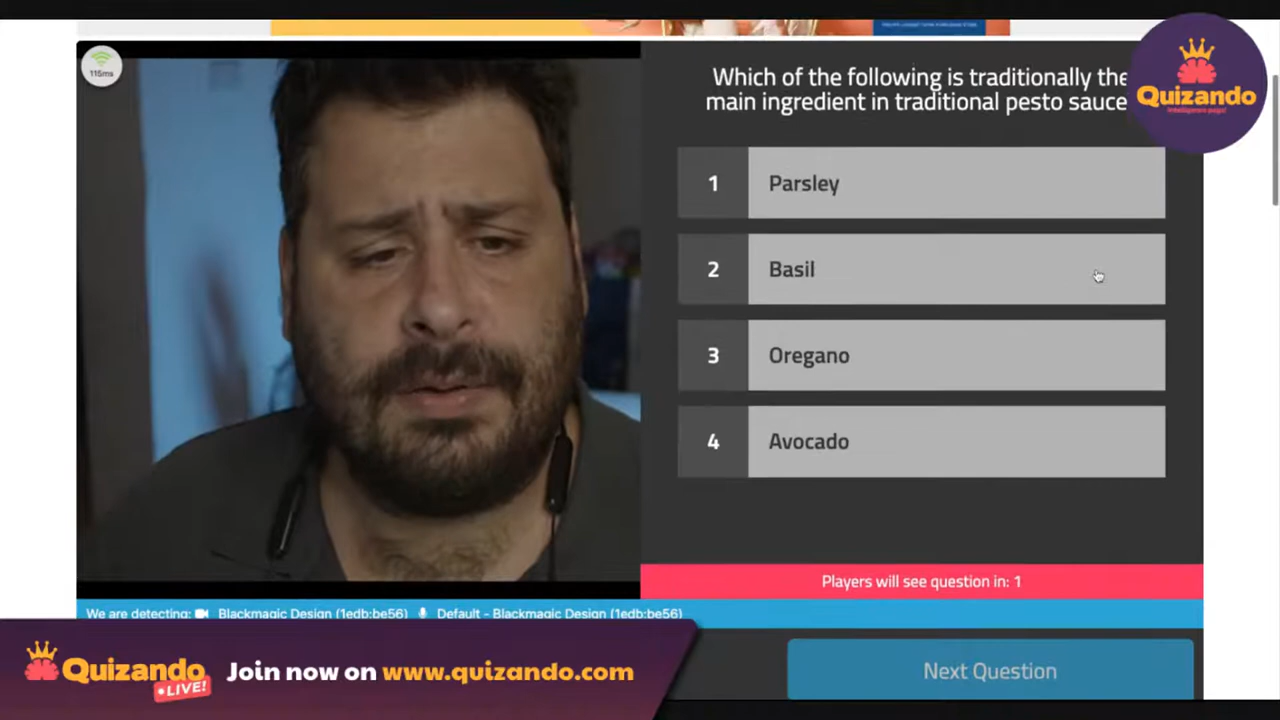 115ms
Which of the following is traditionally the
main ingredient in traditional pesto sauce
Quizando
1 Parsley
2 Basil
3 Oregano
4 Avocado
Players will see question in: 1
We are detecting: Blackmagic Design (1edb:be56) Default - Blackmagic Design (1edb:be56)
Quizando
LIVE!
Join now on www.quizando.com
Next Question